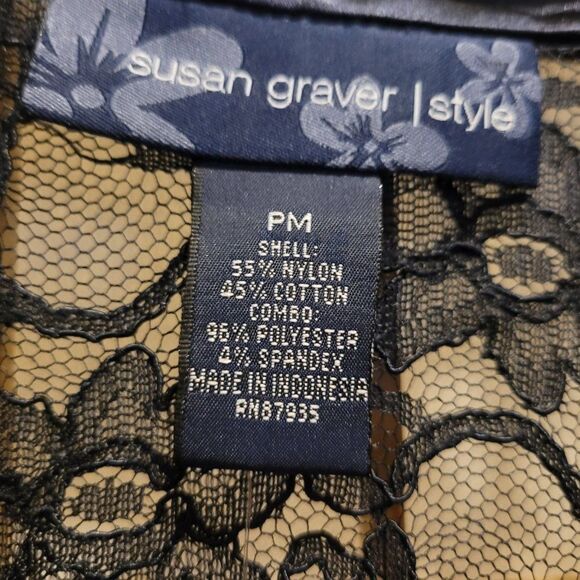 susan graver | style
PM
SHELL:
55% NYLON
45% COTTON
COMBO:
96% POLYESTER
4% SPANDEX
MADE IN INDONESIA
RN87935